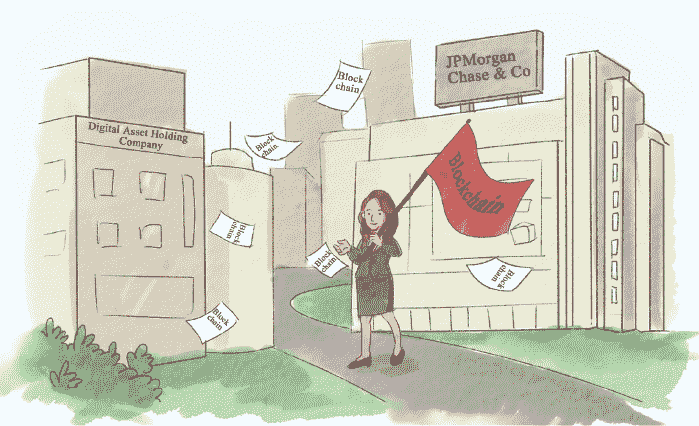 JPMorgan
Chase & Co
Block
chain
Digital Asset Holding
Company
Block
chain
Blockchain
Block
chain
Block
chain
Block
chain
Block
chain